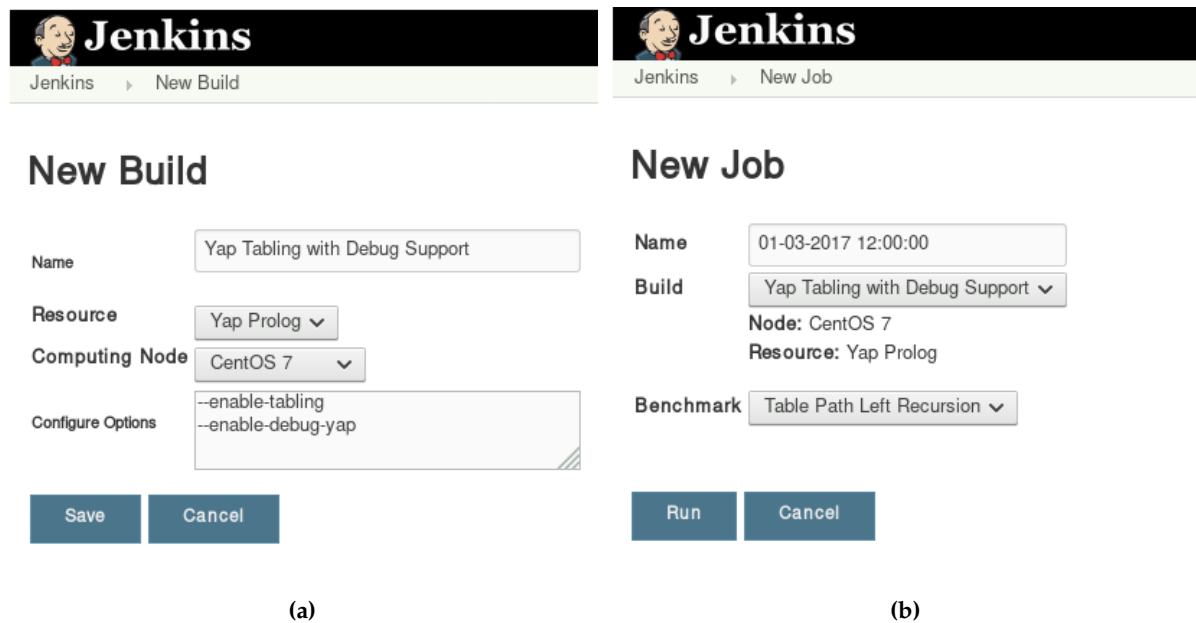 Jenkins
Jenkins New Build
New Build
Name Yap Tabling with Debug Support
Resource Yap Prolog
Computing Node CentOS 7
Configure Options --enable-tabling
--enable-debug-yap
Save Cancel
(a)
Jenkins
Jenkins New Job
New Job
Name 01-03-2017 12:00:00
Build Yap Tabling with Debug Support
Node: CentOS 7
Resource: Yap Prolog
Benchmark Table Path Left Recursion
Run Cancel
(b)